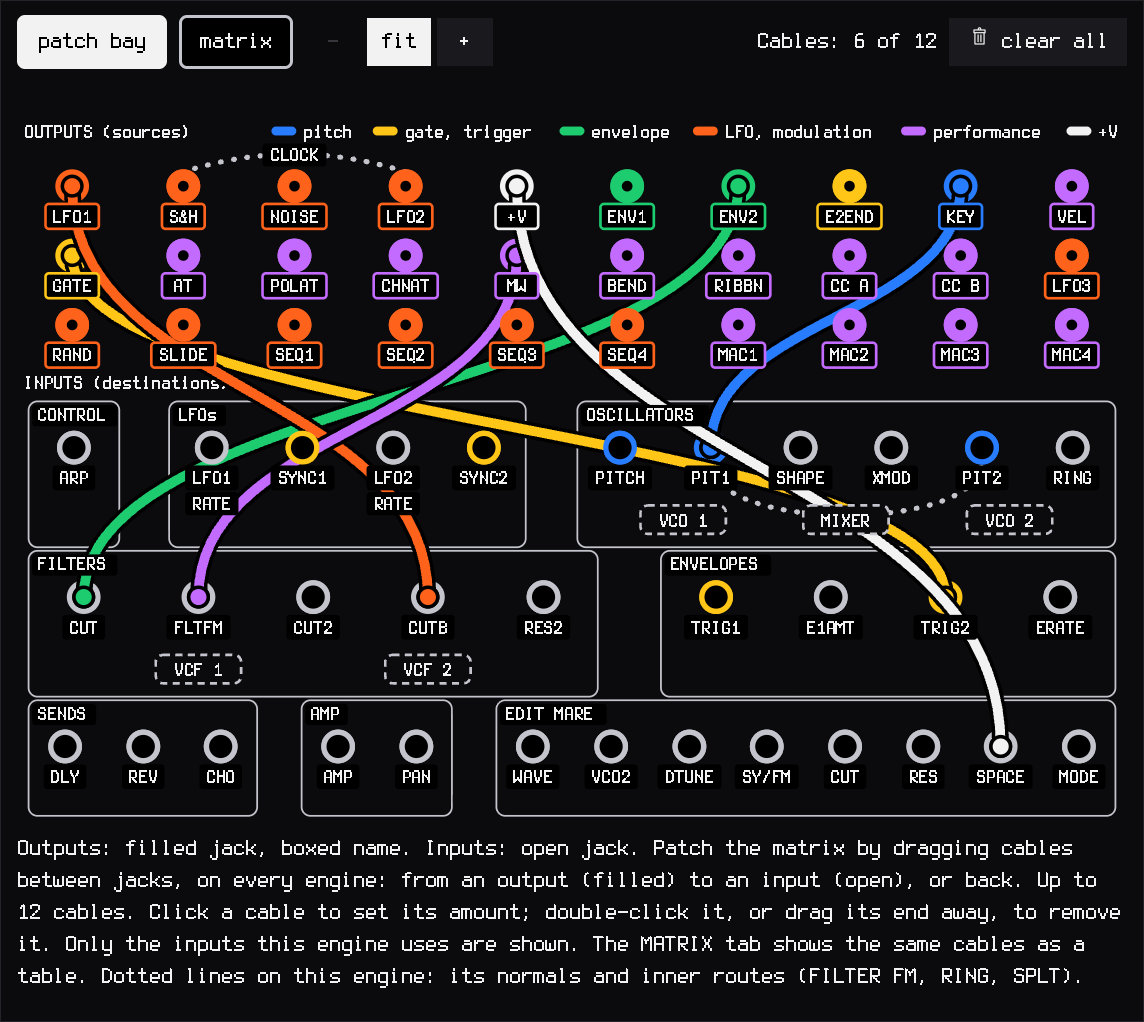 patch bay matrix – fit + Cables: 6 of 12 clear all
OUTPUTS (sources) pitch gate, trigger envelope LFO, modulation performance +V
CLOCK
LFO1 S&H NOISE LFO2 +V ENV1 ENV2 E2END KEY VEL
GATE AT POLAT CHNAT MW BEND RIBBN CC A CC B LFO3
RAND SLIDE SEQ1 SEQ2 SEQ3 SEQ4 MAC1 MAC2 MAC3 MAC4
INPUTS (destinations)
CONTROL LFOs OSCILLATORS
ARP LFO1 SYNC1 LFO2 SYNC2 PITCH PIT1 SHAPE XMOD PIT2 RING
RATE RATE
VCO 1 MIXER VCO 2
FILTERS ENVELOPES
CUT FLTFM CUT2 CUTB RES2 TRIG1 E1AMT TRIG2 ERATE
VCF 1 VCF 2
SENDS AMP EDIT MARE
DLY REV CHO AMP PAN WAVE VCO2 DTUNE SY/FM CUT RES SPACE MODE
Outputs: filled jack, boxed name. Inputs: open jack. Patch the matrix by dragging cables
between jacks, on every engine: from an output (filled) to an input (open), or back. Up to
12 cables. Click a cable to set its amount; double-click it, or drag its end away, to remove
it. Only the inputs this engine uses are shown. The MATRIX tab shows the same cables as a
table. Dotted lines on this engine: its normals and inner routes (FILTER FM, RING, SPLT).